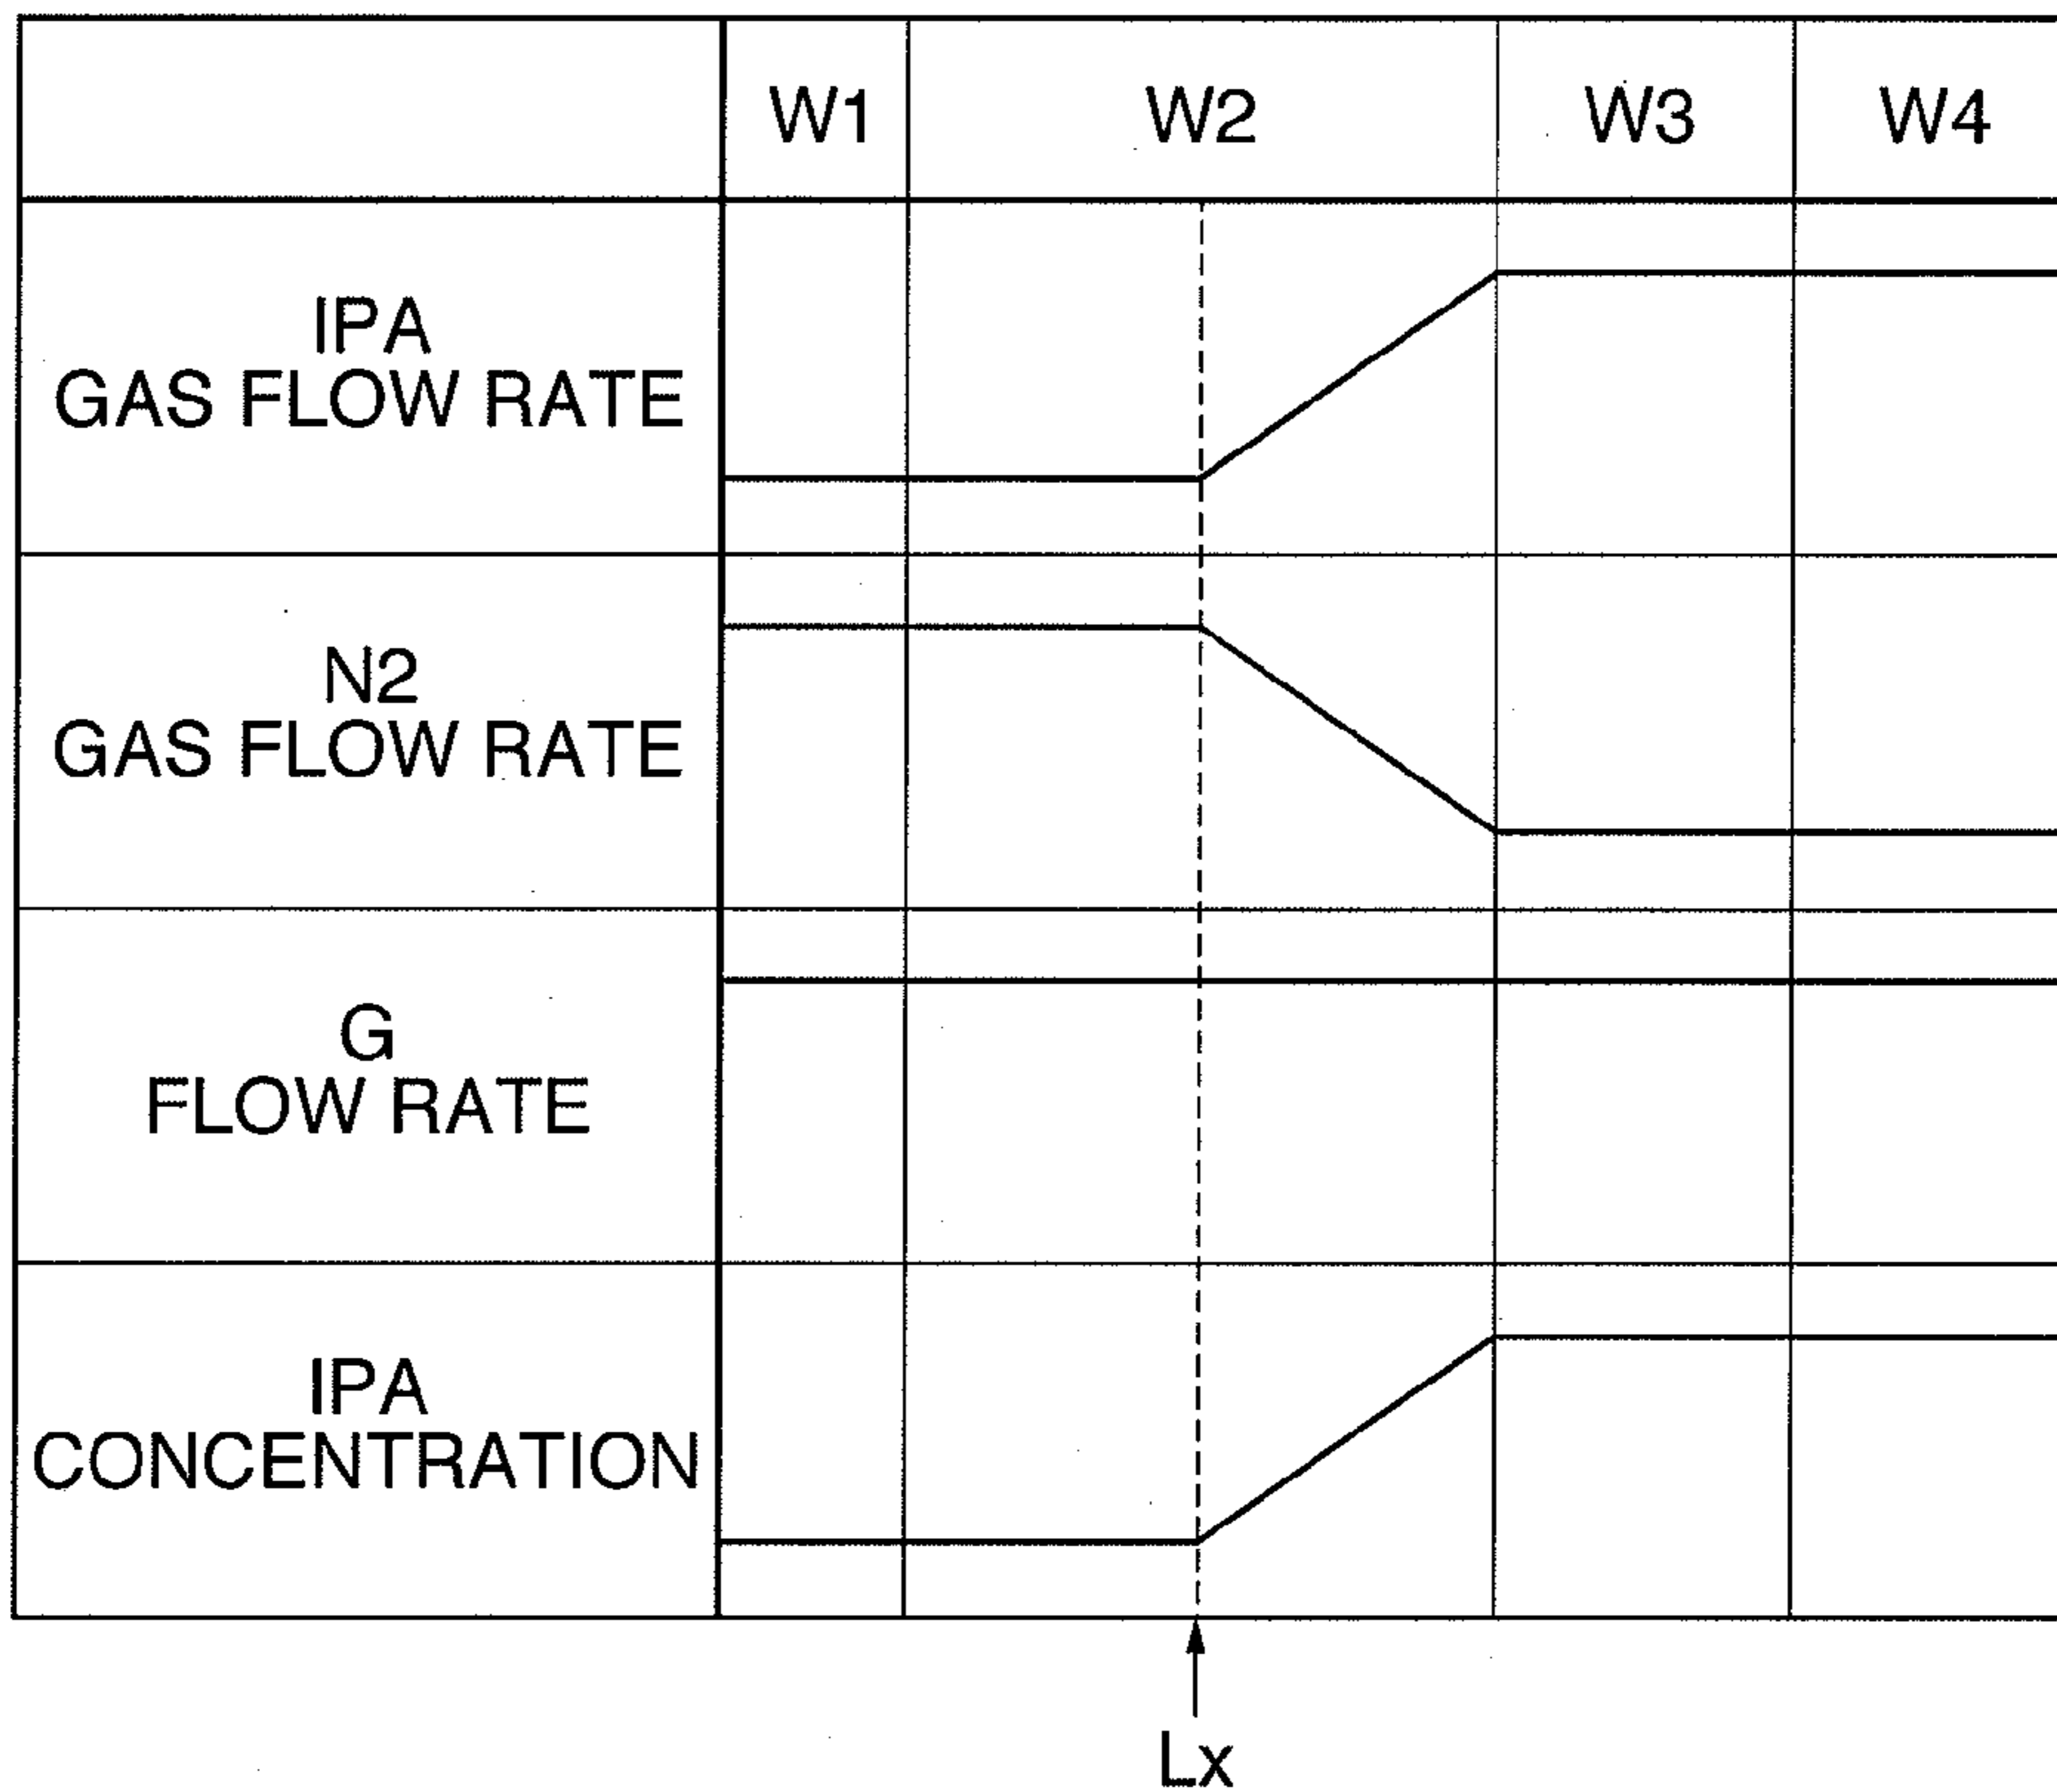 W1 W2 W3 W4
IPA
GAS FLOW RATE
N2
GAS FLOW RATE
G
FLOW RATE
IPA
CONCENTRATION
Lx